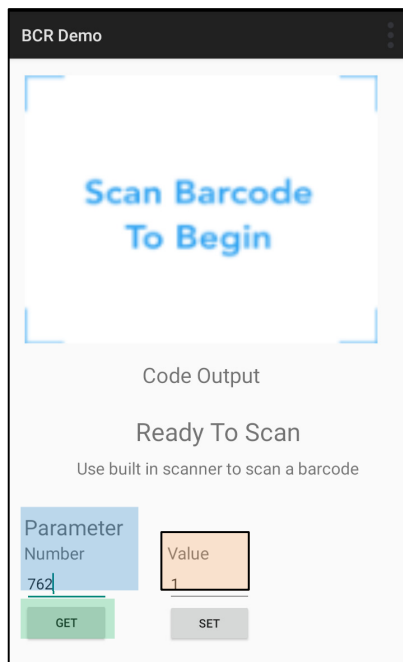 BCR Demo
Scan Barcode
To Begin
Code Output
Ready To Scan
Use built in scanner to scan a barcode
Parameter
Number
Value
762
1
GET
SET